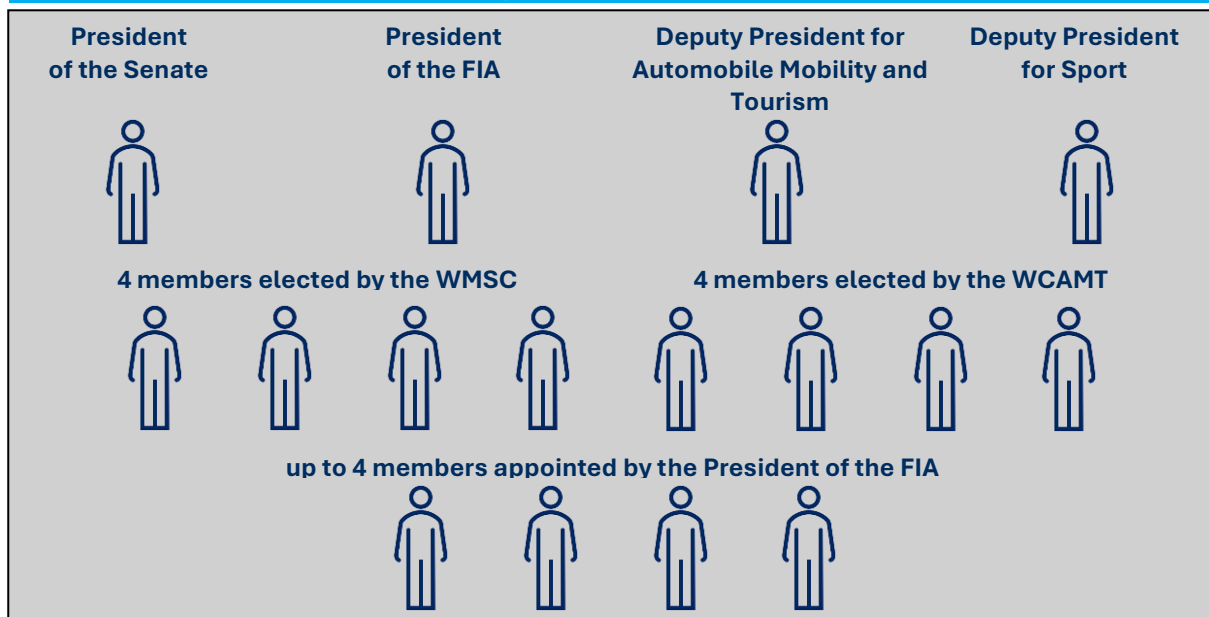 President
of the Senate
President
of the FIA
Deputy President for
Automobile Mobility and
Tourism
Deputy President
for Sport
4 members elected by the WMSC
4 members elected by the WCAMT
up to 4 members appointed by the President of the FIA